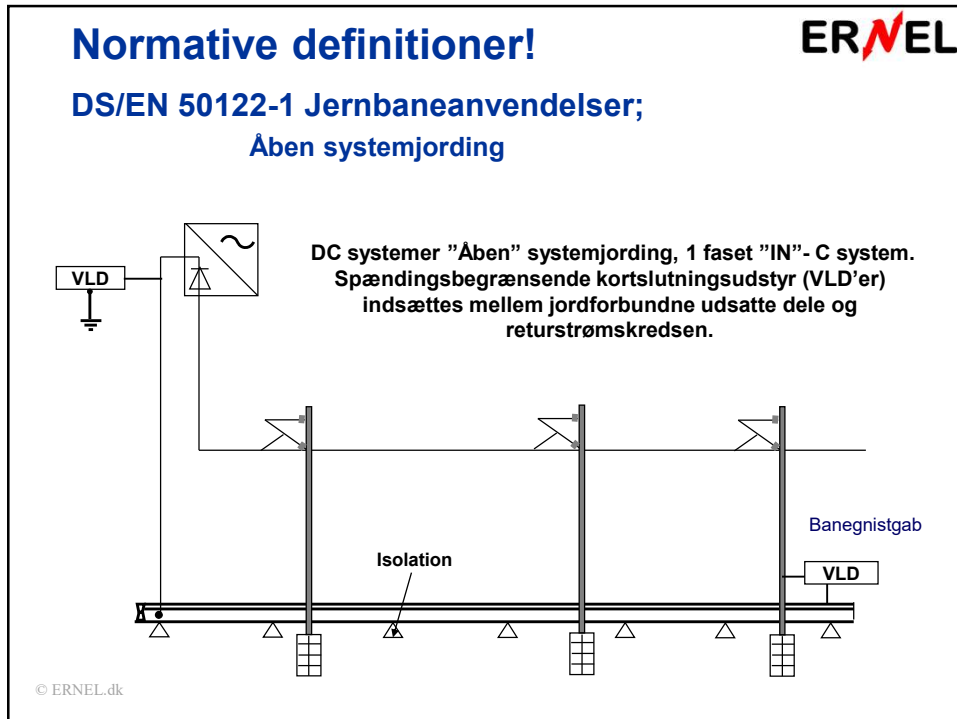 Normative definitioner!
ERNEL
DS/EN 50122-1 Jernbaneanvendelser;
Åben systemjording
DC systemer ”Åben” systemjording, 1 faset ”IN”- C system.
Spændingsbegrænsende kortslutningsudstyr (VLD’er)
indsættes mellem jordforbundne udsatte dele og
returstrømskredsen.
VLD
Banegnistgab
Isolation
VLD
© ERNEL.dk